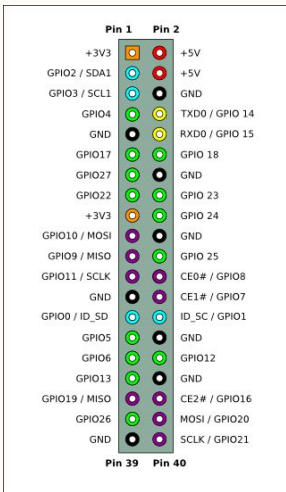 Pin 1 Pin 2
+3V3 +5V
GPIO2 / SDA1 +5V
GPIO3 / SCL1 GND
GPIO4 TXD0 / GPIO 14
GND RXD0 / GPIO 15
GPIO17 GPIO 18
GPIO27 GND
GPIO22 GPIO 23
+3V3 GPIO 24
GPIO10 / MOSI GND
GPIO9 / MISO GPIO 25
GPIO11 / SCLK CE0# / GPIO8
GND CE1# / GPIO7
GPIO0 / ID_SD ID_SC / GPIO1
GPIO5 GND
GPIO6 GPIO12
GPIO13 GND
GPIO19 / MISO CE2# / GPIO16
GPIO26 MOSI / GPIO20
GND SCLK / GPIO21
Pin 39 Pin 40